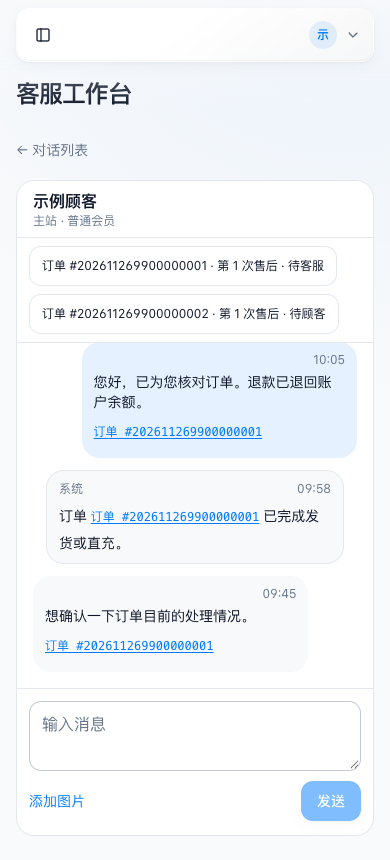 示
客服工作台
← 对话列表
示例顾客
主站 · 普通会员
订单 #202611269900000001 · 第 1 次售后 · 待客服
订单 #202611269900000002 · 第 1 次售后 · 待顾客
10:05
您好，已为您核对订单。退款已退回账
户余额。
订单 #202611269900000001
系统 09:58
订单 订单 #202611269900000001 已完成发
货或直充。
09:45
想确认一下订单目前的处理情况。
订单 #202611269900000001
输入消息
添加图片 发送